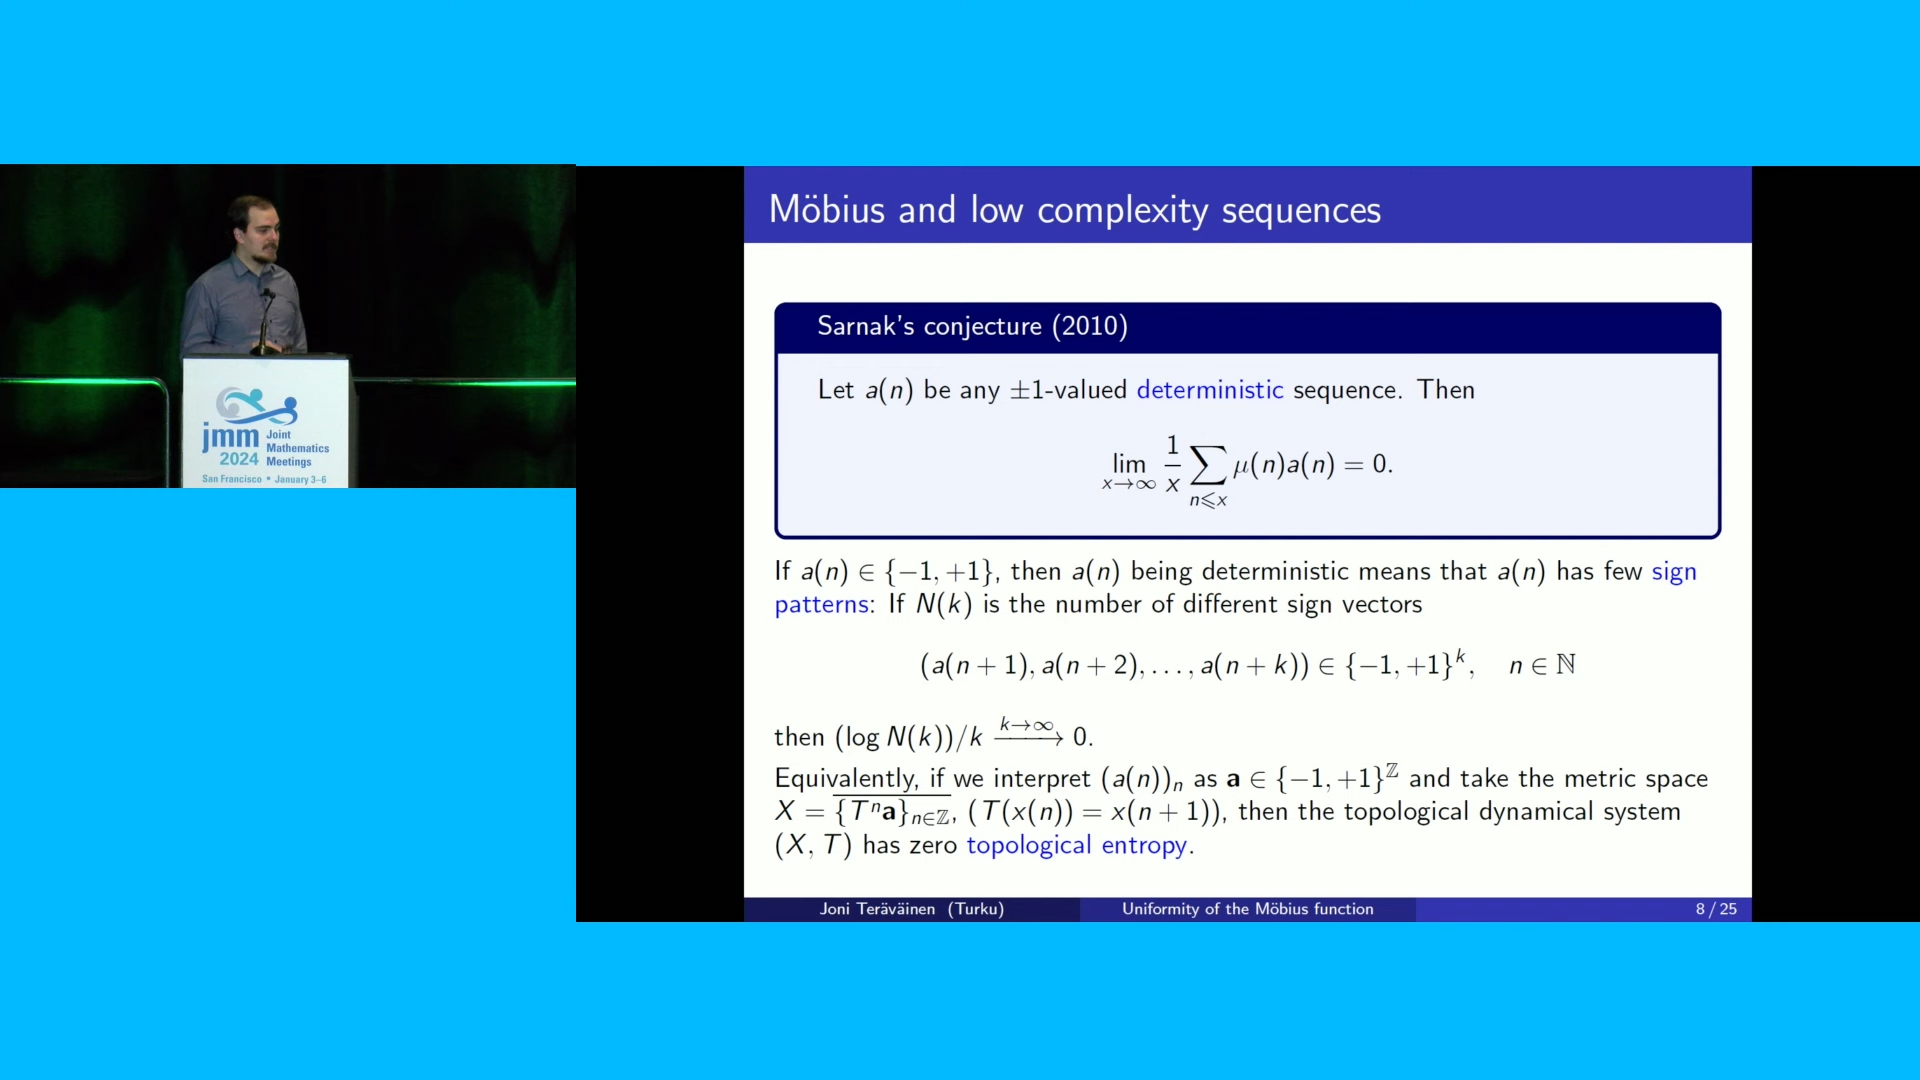 jmm Joint
Mathematics
2024 Meetings
San Francisco • January 3–6
Möbius and low complexity sequences
Sarnak's conjecture (2010)
Let a(n) be any ±1-valued deterministic sequence. Then
lim_{x→∞} 1/x ∑_{n⩽x} μ(n)a(n) = 0.
If a(n) ∈ {−1, +1}, then a(n) being deterministic means that a(n) has few sign
patterns: If N(k) is the number of different sign vectors
(a(n + 1), a(n + 2), . . . , a(n + k)) ∈ {−1, +1}^k, n ∈ ℕ
then (log N(k))/k —k→∞→ 0.
Equivalently, if we interpret (a(n))_n as a ∈ {−1, +1}^ℤ and take the metric space
X = \overline{{T^n a}}_{n∈ℤ}, (T(x(n)) = x(n + 1)), then the topological dynamical system
(X, T) has zero topological entropy.
Joni Teräväinen (Turku) Uniformity of the Möbius function 8 / 25